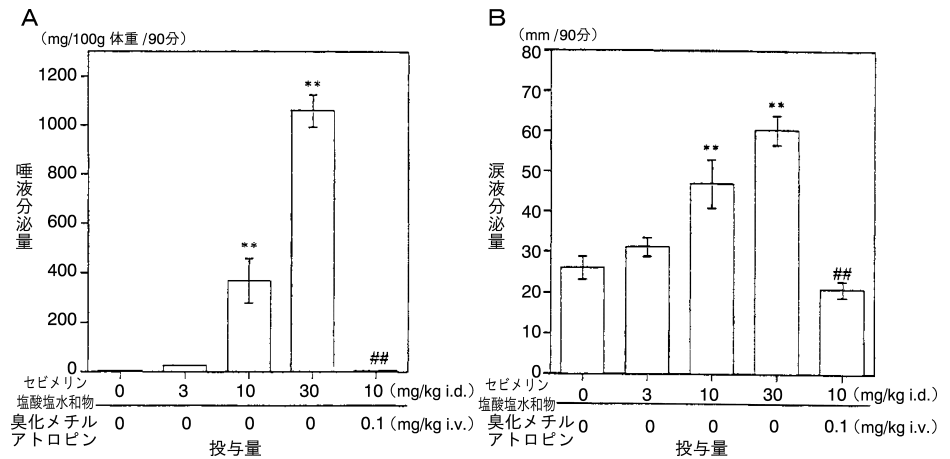 A
（mg/100g 体重 /90分）
1200
1000
800
600
400
200
0
唾液分泌量
**
**
##
セビメリン
塩酸塩水和物
0 3 10 30 10 (mg/kg i.d.)
臭化メチル
アトロピン
0 0 0 0 0.1 (mg/kg i.v.)
投与量
B
（mm /90分）
80
70
60
50
40
30
20
10
0
涙液分泌量
**
**
##
セビメリン
塩酸塩水和物
0 3 10 30 10 (mg/kg i.d.)
臭化メチル
アトロピン
0 0 0 0 0.1 (mg/kg i.v.)
投与量